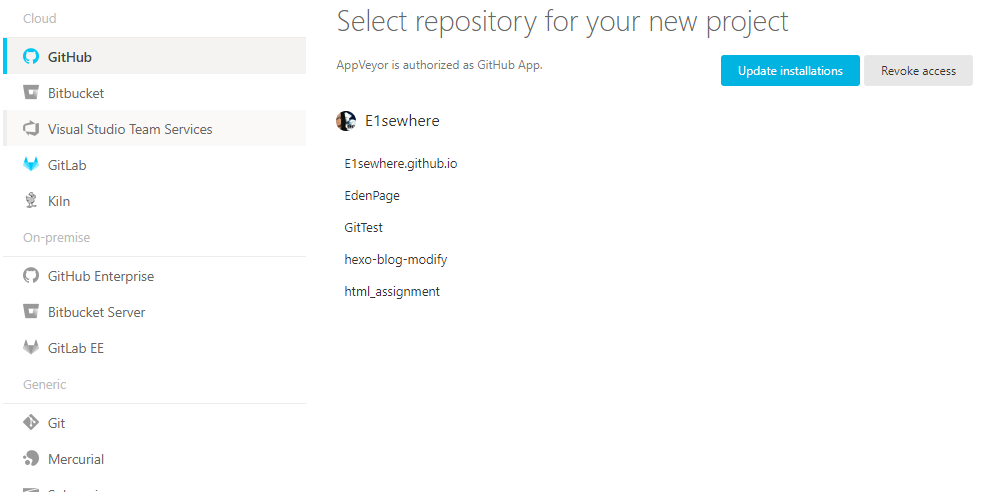 Cloud
GitHub
Bitbucket
Visual Studio Team Services
GitLab
Kiln
On-premise
GitHub Enterprise
Bitbucket Server
GitLab EE
Generic
Git
Mercurial
Select repository for your new project
AppVeyor is authorized as GitHub App.
Update installations
Revoke access
E1sewhere
E1sewhere.github.io
EdenPage
GitTest
hexo-blog-modify
html_assignment